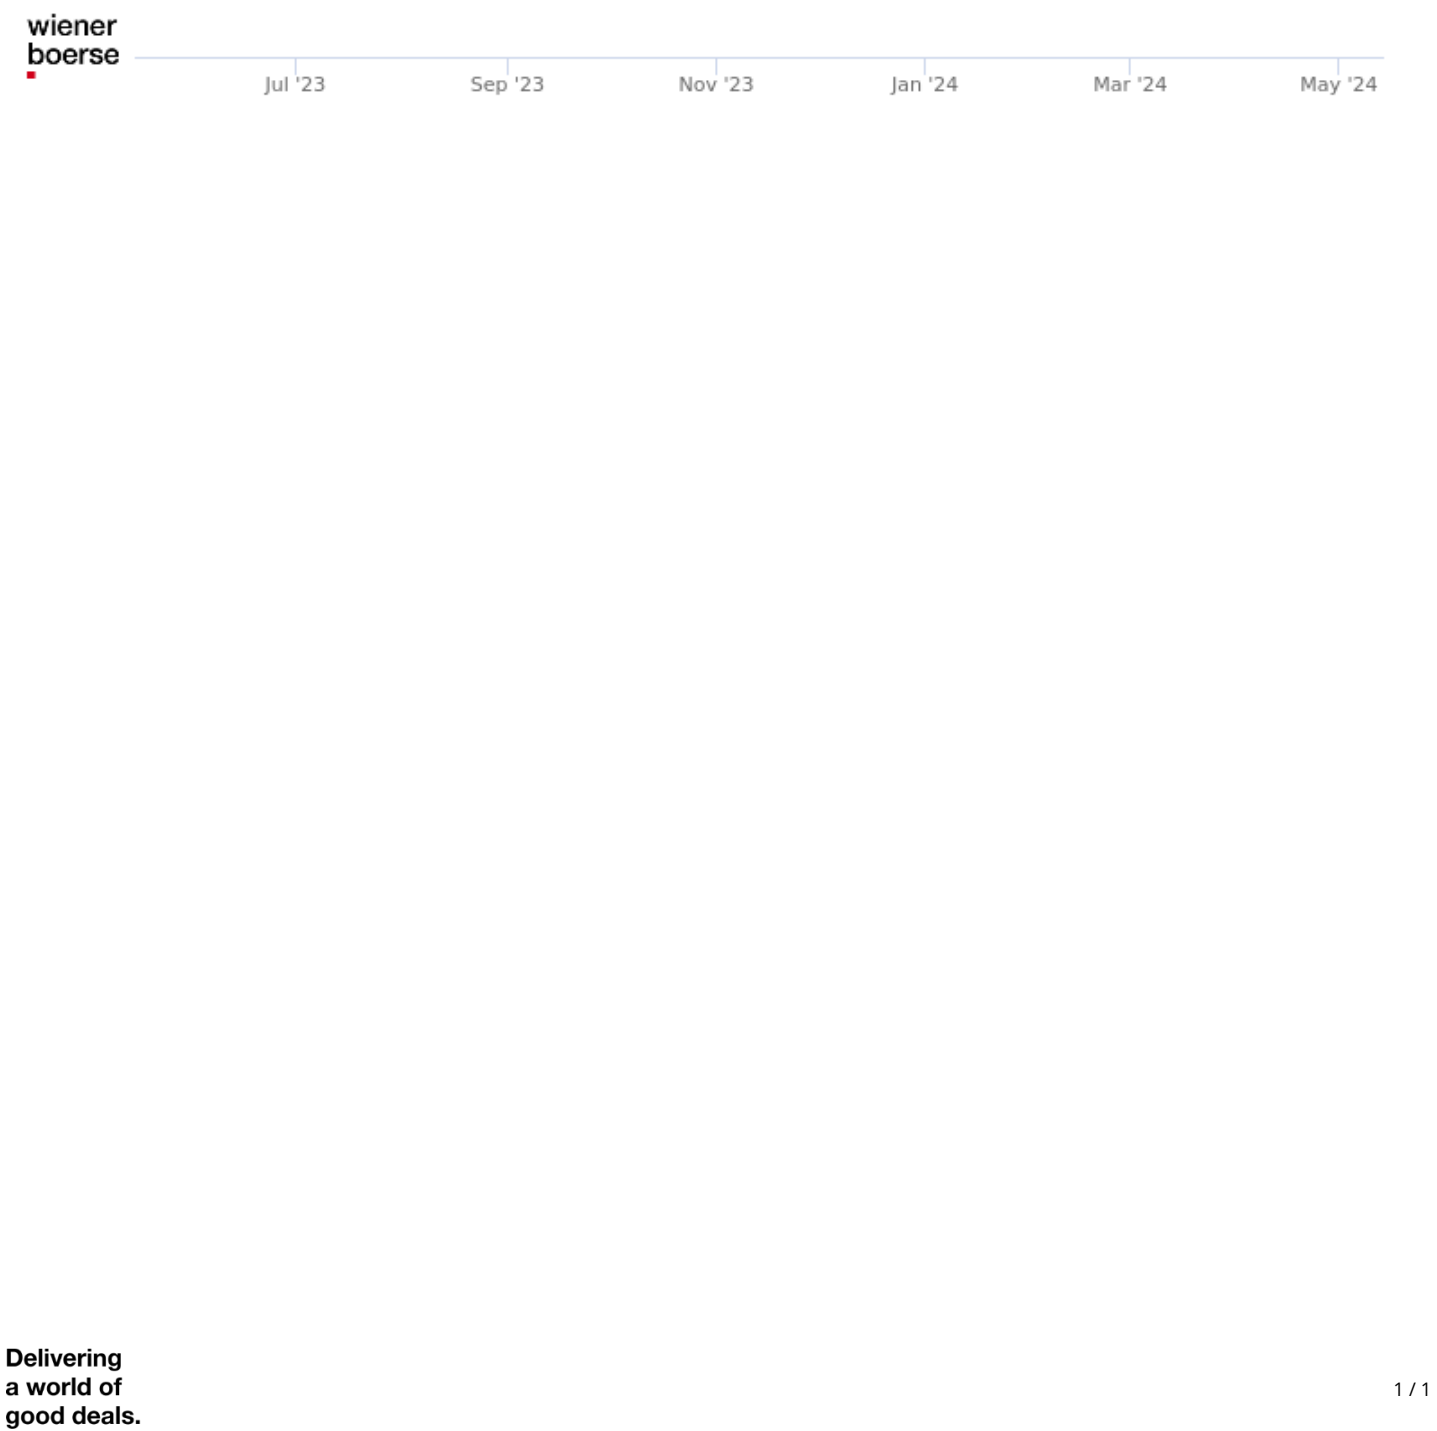 wiener
boerse
Jul '23 Sep '23 Nov '23 Jan '24 Mar '24 May '24
Delivering
a world of
good deals.
1 / 1